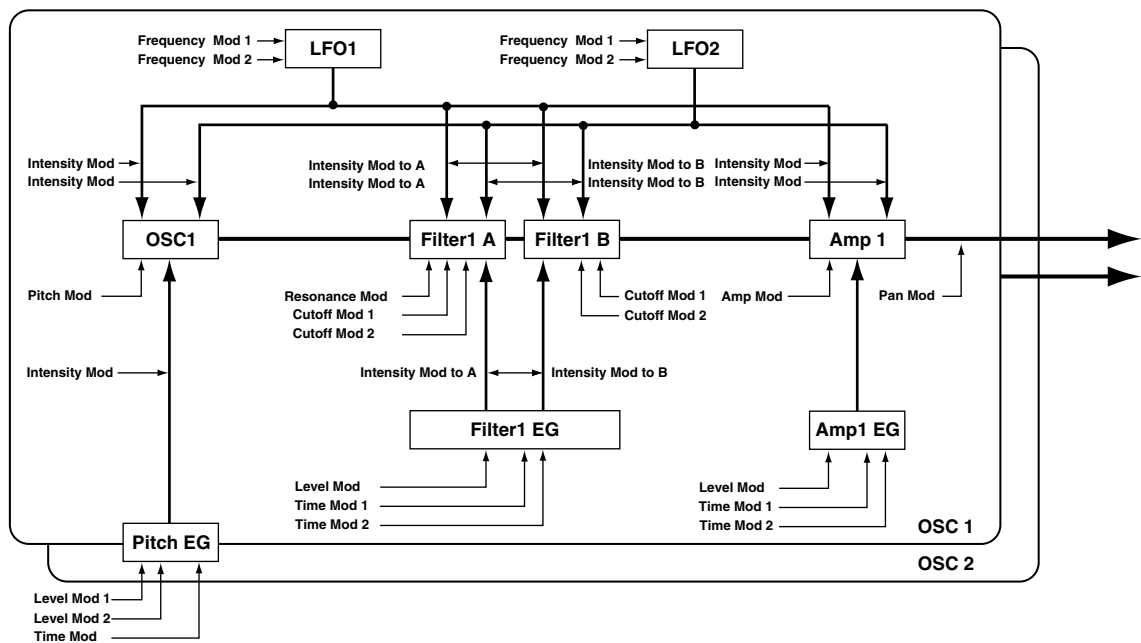 Frequency Mod 1
Frequency Mod 2
LFO1
Frequency Mod 1
Frequency Mod 2
LFO2
Intensity Mod
Intensity Mod
Intensity Mod to A
Intensity Mod to A
Intensity Mod to B
Intensity Mod to B
Intensity Mod
Intensity Mod
OSC1
Filter1 A
Filter1 B
Amp 1
Pitch Mod
Resonance Mod
Cutoff Mod 1
Cutoff Mod 2
Cutoff Mod 1
Cutoff Mod 2
Amp Mod
Pan Mod
Intensity Mod
Intensity Mod to A
Intensity Mod to B
Filter1 EG
Amp1 EG
Level Mod
Time Mod 1
Time Mod 2
Level Mod
Time Mod 1
Time Mod 2
OSC 1
Pitch EG
OSC 2
Level Mod 1
Level Mod 2
Time Mod